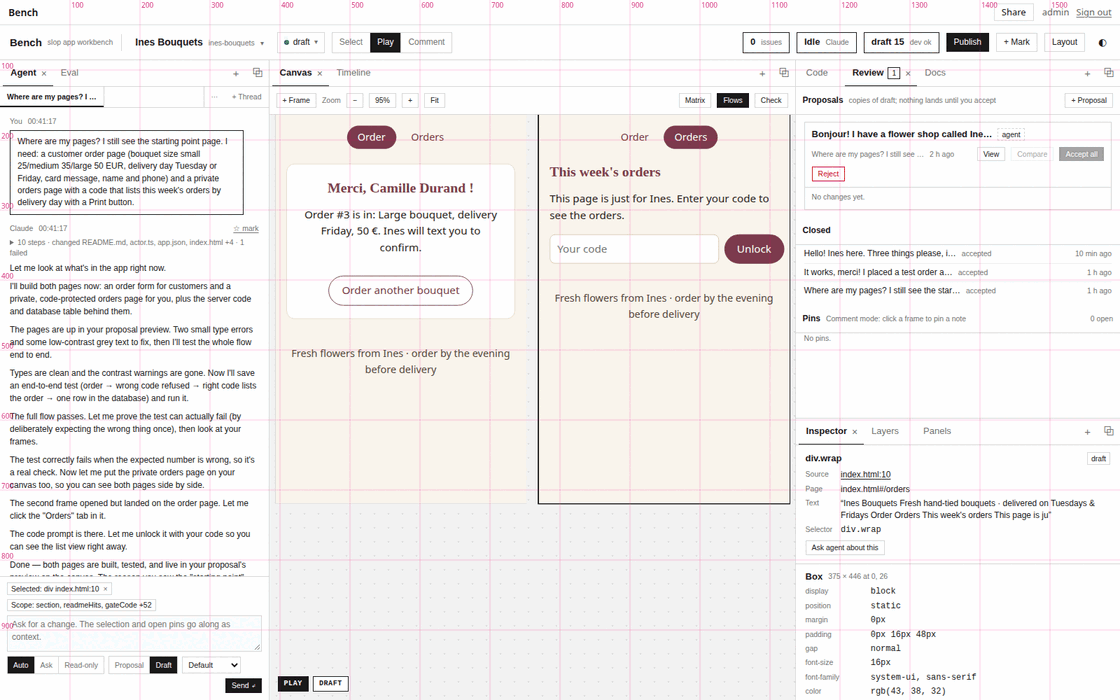 Bench
Share
admin
Sign out
Bench slop app workbench
Ines Bouquets ines-bouquets ▾
draft ▾
Select
Play
Comment
0 issues
Idle Claude
draft 15 dev ok
Publish
+ Mark
Layout
100 200 300 400 500 600 700 800 900 1000 1100 1200 1300 1400 1500
Agent ×
Eval
+
Where are my pages? I …
···
+ Thread
You 00:41:17
Where are my pages? I still see the starting point page. I
need: a customer order page (bouquet size small
25/medium 35/large 50 EUR, delivery day Tuesday or
Friday, card message, name and phone) and a private
orders page with a code that lists this week's orders by
delivery day with a Print button.
Claude 00:41:17
☆ mark
▶ 10 steps · changed README.md, actor.ts, app.json, index.html +4 · 1
failed
Let me look at what's in the app right now.
I'll build both pages now: an order form for customers and a
private, code-protected orders page for you, plus the server code
and database table behind them.
The pages are up in your proposal preview. Two small type errors
and some low-contrast grey text to fix, then I'll test the whole flow
end to end.
Types are clean and the contrast warnings are gone. Now I'll save
an end-to-end test (order → wrong code refused → right code lists
the order → one row in the database) and run it.
The full flow passes. Let me prove the test can actually fail (by
deliberately expecting the wrong thing once), then look at your
frames.
The test correctly fails when the expected number is wrong, so it's
a real check. Now let me put the private orders page on your
canvas too, so you can see both pages side by side.
The second frame opened but landed on the order page. Let me
click the "Orders" tab in it.
The code prompt is there. Let me unlock it with your code so you
can see the list view right away.
Done — both pages are built, tested, and live in your proposal's
100
200
300
400
500
600
700
800
900
Selected: div index.html:10 ×
Scope: section, readmeHits, gateCode +52
Ask for a change. The selection and open pins go along as
context.
Auto
Ask
Read-only
Proposal
Draft
Default
Send
Canvas ×
Timeline
+
+ Frame
Zoom
−
95%
+
Fit
Matrix
Flows
Check
Order
Orders
Merci, Camille Durand !
Order #3 is in: Large bouquet, delivery
Friday, 50 €. Ines will text you to
confirm.
Order another bouquet
Fresh flowers from Ines · order by the evening
before delivery
Order
Orders
This week's orders
This page is just for Ines. Enter your code to
see the orders.
Your code
Unlock
Fresh flowers from Ines · order by the evening
before delivery
PLAY
DRAFT
Code
Review 1 ×
Docs
+
Proposals copies of draft; nothing lands until you accept
+ Proposal
Bonjour! I have a flower shop called Ine… agent
Where are my pages? I still see … 2 h ago
View
Compare
Accept all
Reject
No changes yet.
Closed
Hello! Ines here. Three things please, i… accepted 10 min ago
It works, merci! I placed a test order a… accepted 1 h ago
Where are my pages? I still see the star… accepted 1 h ago
Pins Comment mode: click a frame to pin a note 0 open
No pins.
Inspector ×
Layers
Panels
+
div.wrap
draft
Source index.html:10
Page index.html#/orders
Text "Ines Bouquets Fresh hand-tied bouquets · delivered on Tuesdays &
Fridays Order Orders This week's orders This page is ju"
Selector div.wrap
Ask agent about this
Box 375 × 446 at 0, 26
display block
position static
margin 0px
padding 0px 16px 48px
gap normal
font-size 16px
font-family system-ui, sans-serif
color rgb(43, 38, 32)